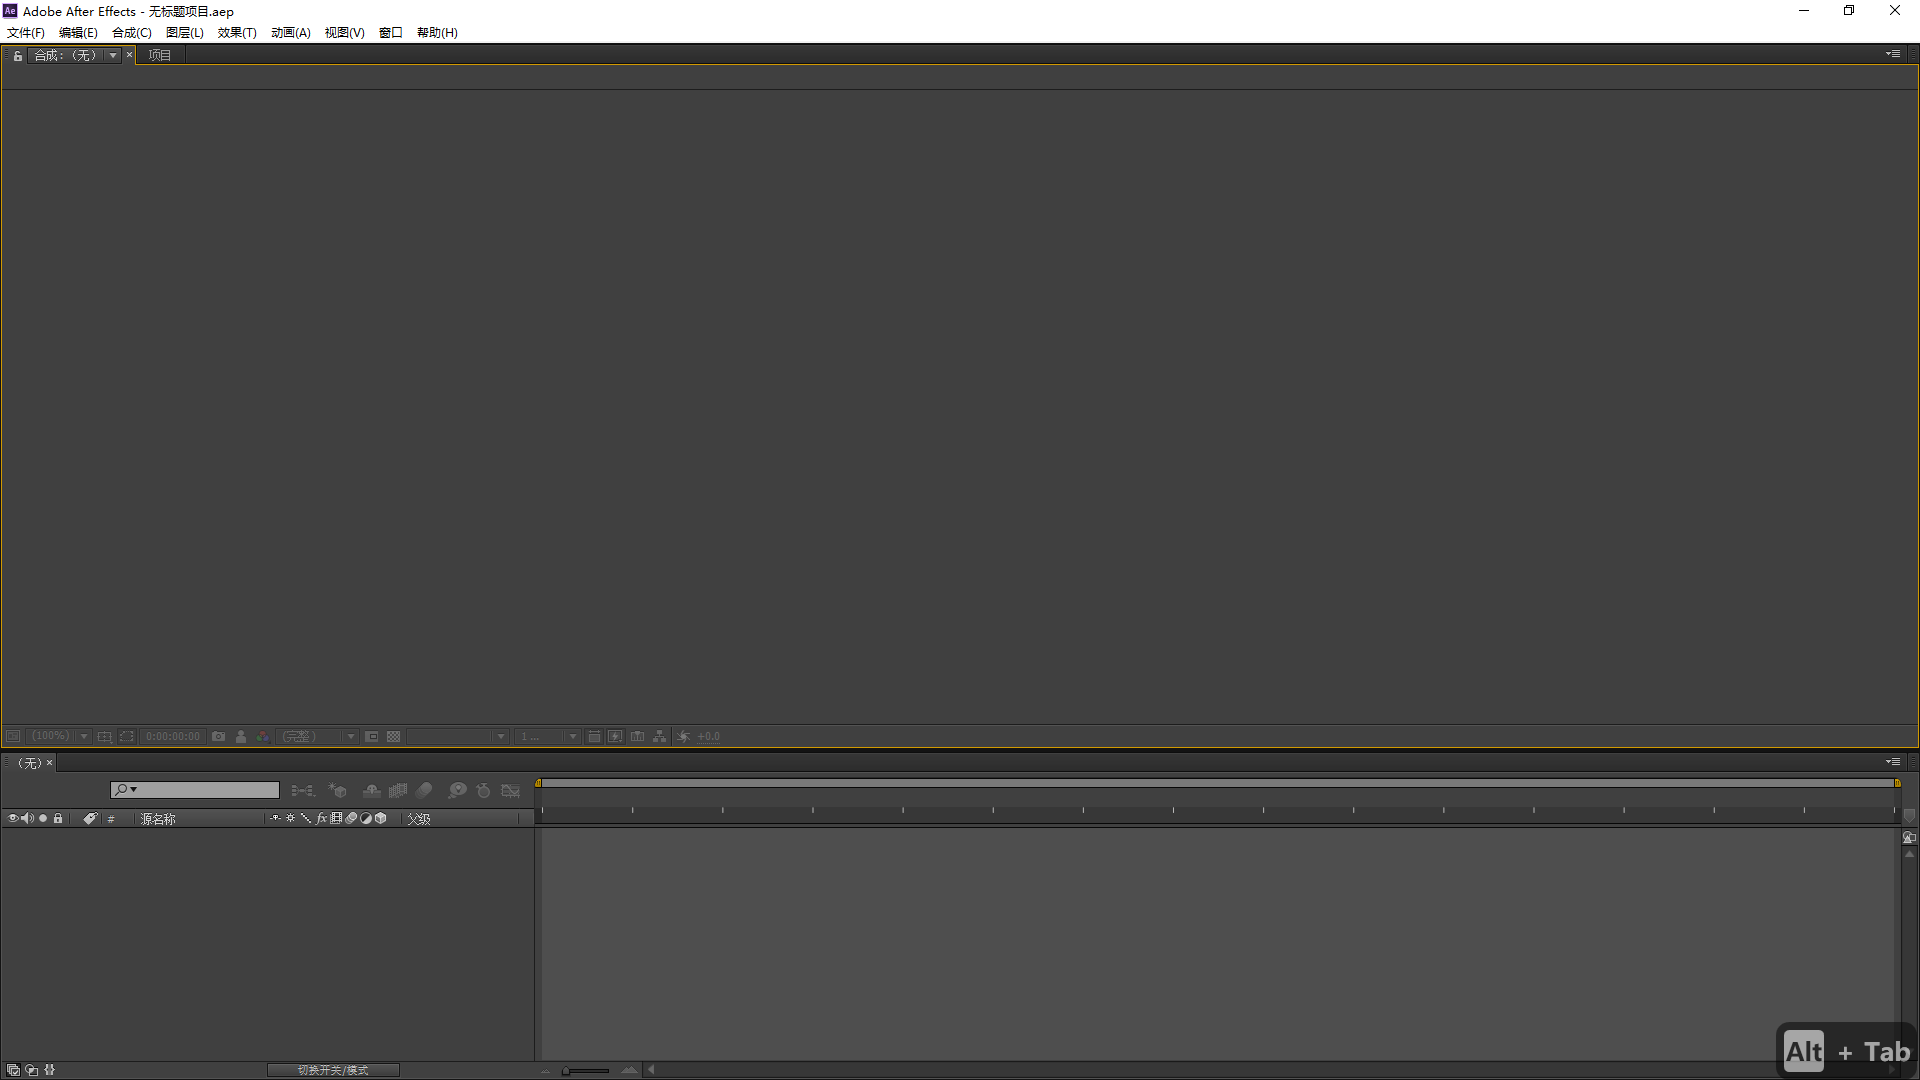 Ae Adobe After Effects - 无标题项目.aep
文件(F) 编辑(E) 合成(C) 图层(L) 效果(T) 动画(A) 视图(V) 窗口 帮助(H)
合成：（无） × 项目
(100%) 0:00:00:00 (完整) 1 ... +0.0
（无） ×
# 源名称 fx 父级
切换开关/模式
Alt + Tab